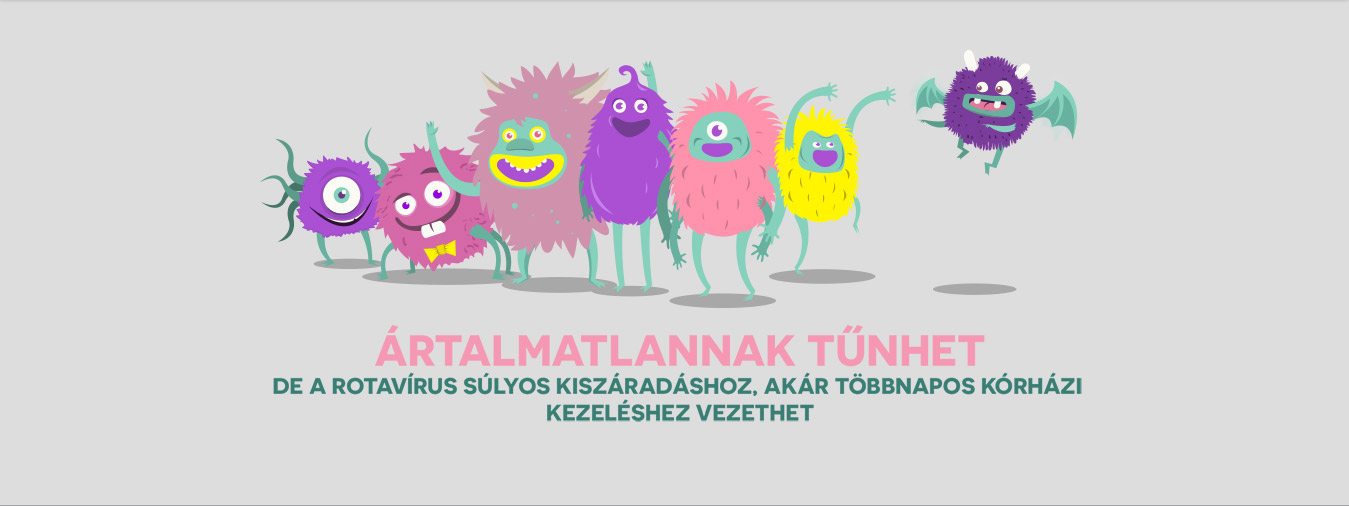 ÁRTALMATLANNAK TŰNHET
DE A ROTAVÍRUS SÚLYOS KISZÁRADÁSHOZ, AKÁR TÖBBNAPOS KÓRHÁZI
KEZELÉSHEZ VEZETHET